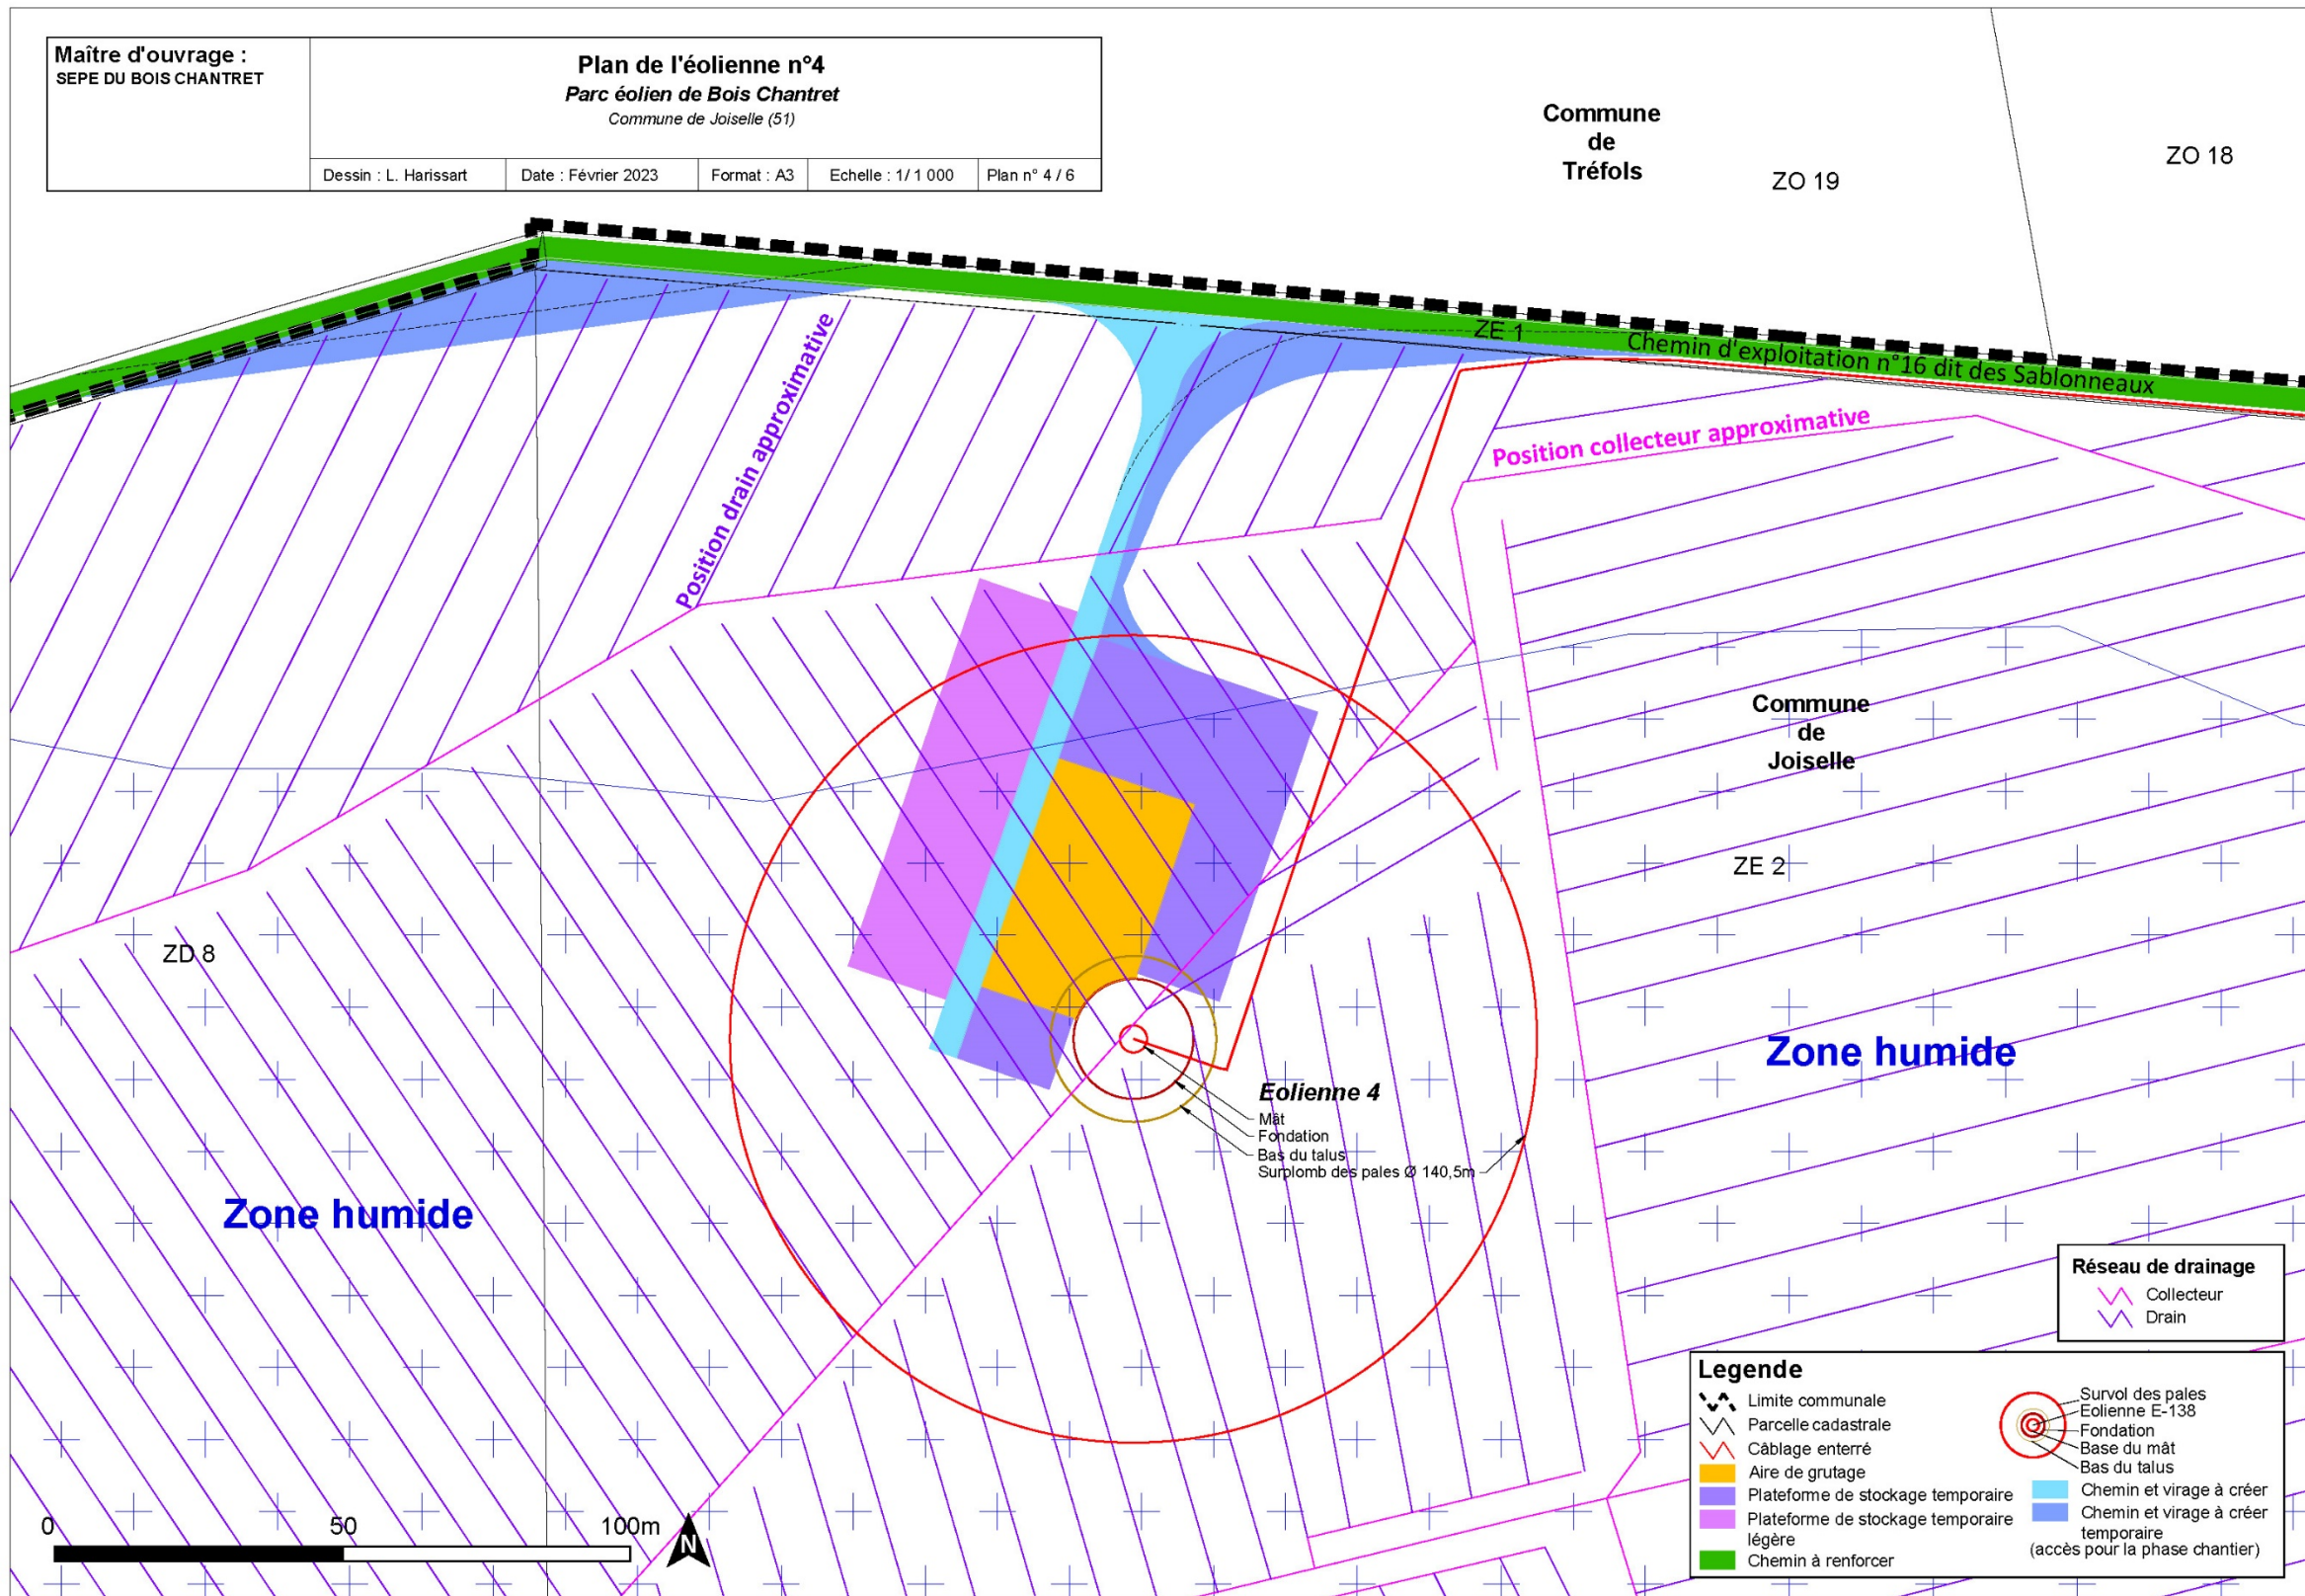 Maître d'ouvrage :
SEPE DU BOIS CHANTRET
Plan de l'éolienne n°4
Parc éolien de Bois Chantret
Commune de Joiselle (51)
Dessin : L. Harissart
Date : Février 2023
Format : A3
Echelle : 1/ 1 000
Plan n° 4 / 6
Commune
de
Tréfols
ZO 19
ZO 18
ZE 1
Chemin d'exploitation n°16 dit des Sablonneaux
Position drain approximative
Position collecteur approximative
Commune
de
Joiselle
ZE 2
ZD 8
Zone humide
Zone humide
Eolienne 4
Mât
Fondation
Bas du talus
Surplomb des pales Ø 140,5m
Réseau de drainage
Collecteur
Drain
Legende
Limite communale
Parcelle cadastrale
Câblage enterré
Aire de grutage
Plateforme de stockage temporaire
Plateforme de stockage temporaire
légère
Chemin à renforcer
Survol des pales
Eolienne E-138
Fondation
Base du mât
Bas du talus
Chemin et virage à créer
Chemin et virage à créer
temporaire
(accès pour la phase chantier)
0
50
100m
N